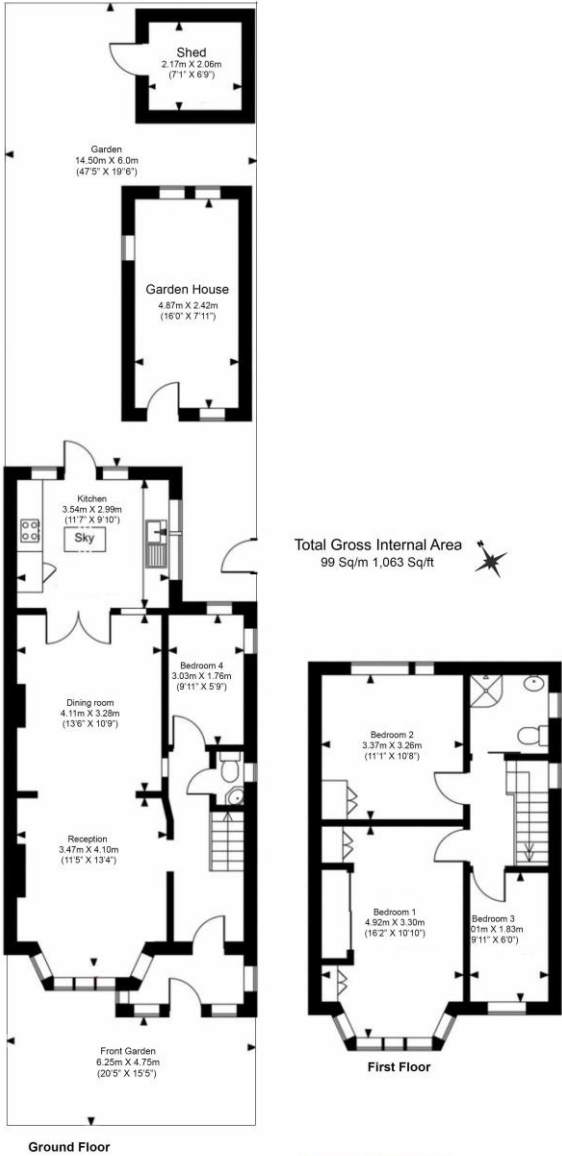 Shed
2.17m X 2.06m
(7'1" X 6'9")
Garden
14.50m X 6.0m
(47'5" X 19'6")
Garden House
4.87m X 2.42m
(16'0" X 7'11")
Kitchen
3.54m X 2.99m
(11'7" X 9'10")
Sky
Total Gross Internal Area
99 Sq/m 1,063 Sq/ft
N
Bedroom 4
3.03m X 1.76m
(9'11" X 5'9")
Dining room
4.11m X 3.28m
(13'6" X 10'9")
Reception
3.47m X 4.10m
(11'5" X 13'4")
Front Garden
6.25m X 4.75m
(20'5" X 15'5")
Ground Floor
Bedroom 2
3.37m X 3.26m
(11'1" X 10'8")
Bedroom 1
4.92m X 3.30m
(16'2" X 10'10")
Bedroom 3
01m X 1.83m
9'11" X 6'0")
First Floor